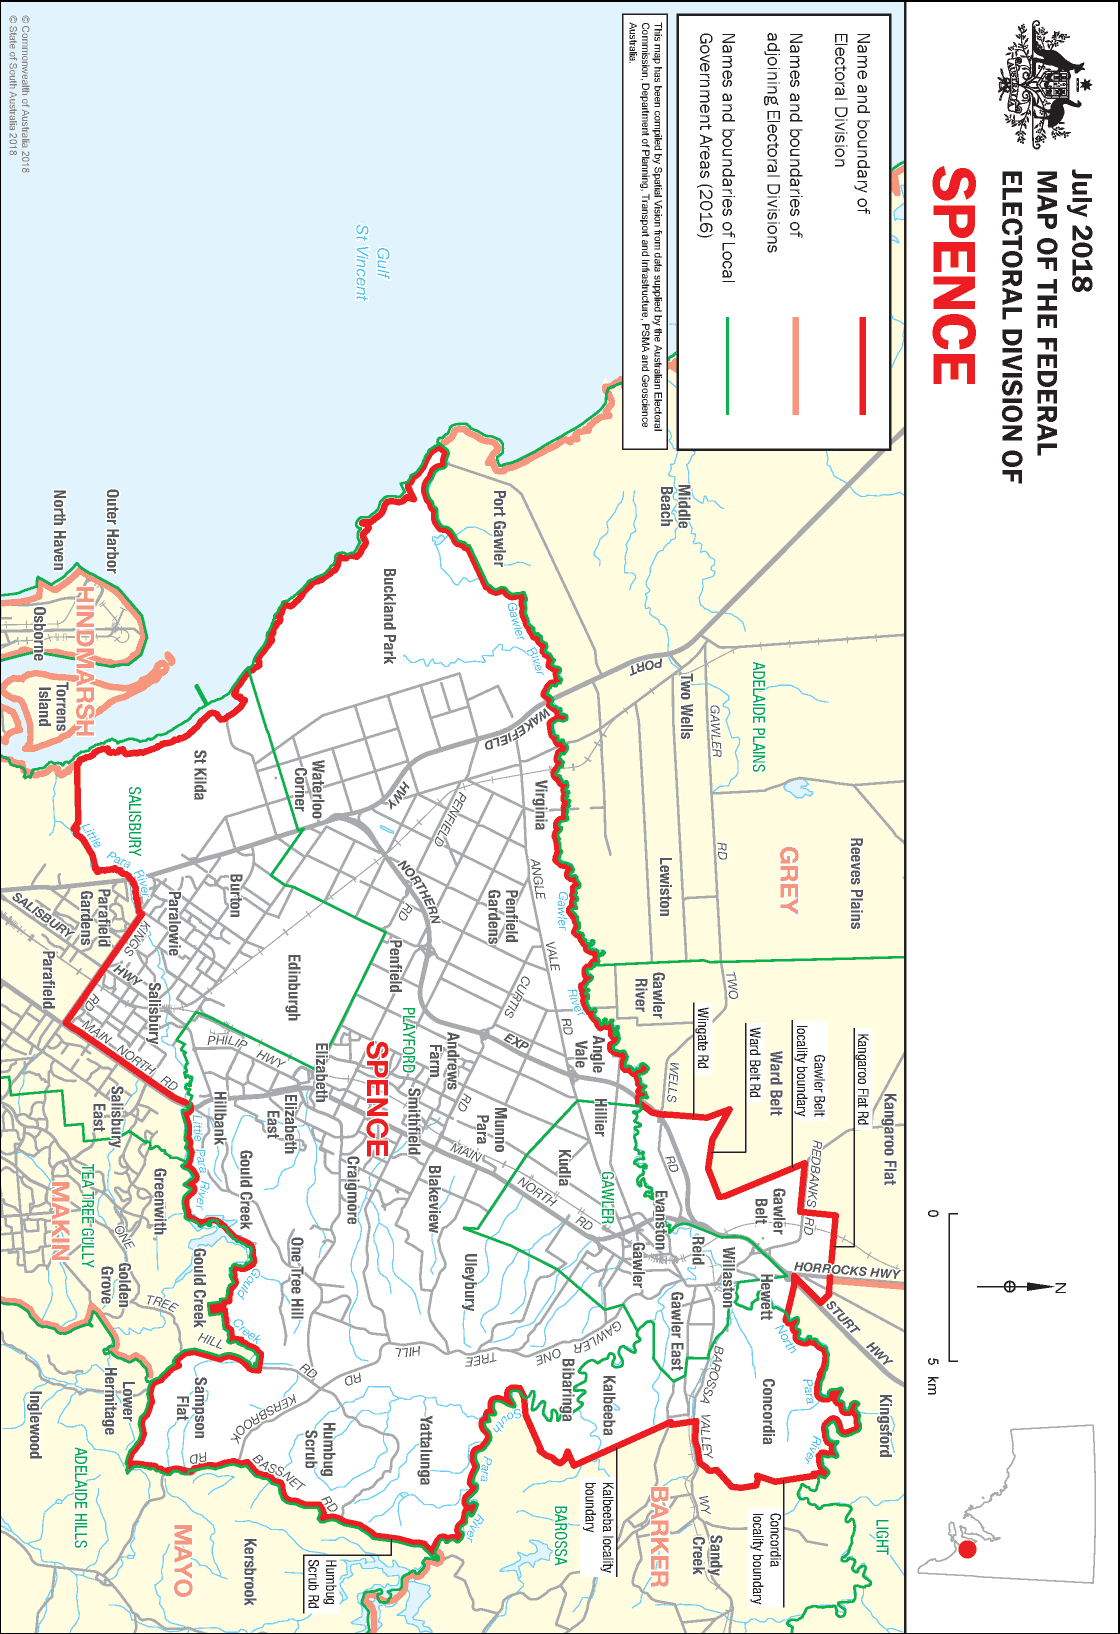 July 2018
MAP OF THE FEDERAL
ELECTORAL DIVISION OF
SPENCE
Name and boundary of
Electoral Division
Names and boundaries of
adjoining Electoral Divisions
Names and boundaries of Local
Government Areas (2016)
This map has been compiled by Spatial Vision from data supplied by the Australian Electoral
Commission, Department of Planning, Transport and Infrastructure, PSMA and Geoscience
Australia.
0
5 km
N
Kangaroo Flat
Kangaroo Flat Rd
Gawler Belt
locality boundary
Ward Belt
Ward Belt Rd
Wingate Rd
Reeves Plains
GREY
ADELAIDE PLAINS
Middle
Beach
Port Gawler
Two Wells
GAWLER
RD
TWO
WELLS
RD
Lewiston
Gawler
River
PORT
WAKEFIELD
HWY
Gawler River
Gawler
River
Gulf
St Vincent
Buckland Park
Virginia
ANGLE
VALE
RD
Angle
Vale
REDBANKS
RD
Gawler
Belt
HORROCKS HWY
STURT
HWY
Kingsford
LIGHT
Hewett
Willaston
Reid
Evanston
Gawler
Gawler East
GAWLER
Hillier
Kudla
Concordia
North
Para
River
Concordia
locality boundary
BAROSSA
VALLEY
WY
Sandy
Creek
BARKER
Kalbeeba
Kalbeeba locality
boundary
Bibaringa
BAROSSA
South
Para
River
Penfield
Gardens
PENFIELD
RD
NORTHERN
EXP
CURTIS
RD
Penfield
PLAYFORD
Andrews
Farm
Munno
Para
MAIN
NORTH
RD
Smithfield
Blakeview
Uleybury
GAWLER
ONE
TREE
HILL
RD
Yattalunga
SPENCE
Waterloo
Corner
Edinburgh
Elizabeth
Elizabeth
East
Craigmore
One Tree Hill
Humbug
Scrub
Humbug
Scrub Rd
St Kilda
Burton
Paralowie
PHILIP HWY
Hillbank
Gould Creek
Gould
Creek
Gould Creek
KERSBROOK
RD
BASSNET
RD
Sampson
Flat
Kersbrook
MAYO
SALISBURY
Little
Para
River
Salisbury
KINGS
RD
SALISBURY
HWY
Parafield
Gardens
Parafield
MAIN NORTH RD
Little Para River
Salisbury
East
Greenwith
TEA TREE GULLY
MAKIN
Golden
Grove
ONE
TREE
HILL
RD
Lower
Hermitage
Inglewood
ADELAIDE HILLS
Outer Harbor
North Haven
HINDMARSH
Osborne
Torrens
Island
© Commonwealth of Australia 2018
© State of South Australia 2018